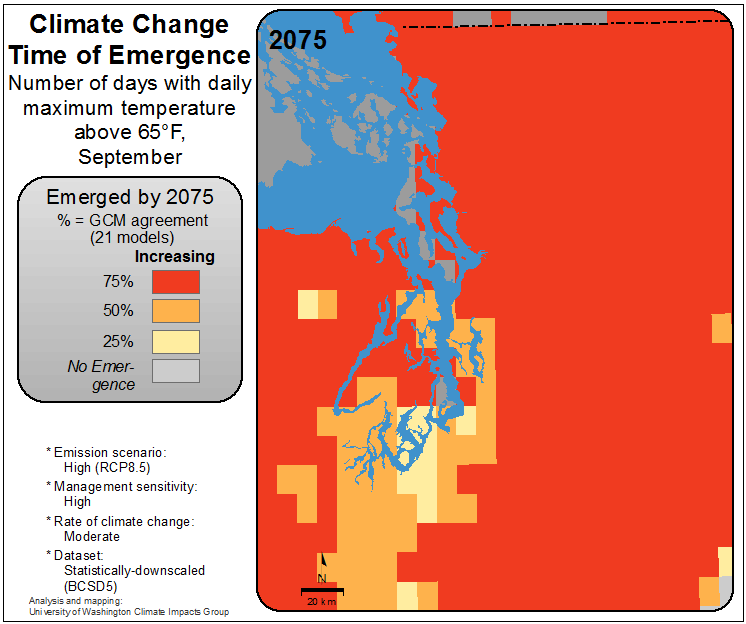 Climate Change
Time of Emergence
Number of days with daily
maximum temperature
above 65°F,
September
Emerged by 2075
% = GCM agreement
(21 models)
Increasing
75%
50%
25%
No Emer-
gence
* Emission scenario:
High (RCP8.5)
* Management sensitivity:
High
* Rate of climate change:
Moderate
* Dataset:
Statistically-downscaled
(BCSD5)
Analysis and mapping:
University of Washington Climate Impacts Group
2075
N
20 km